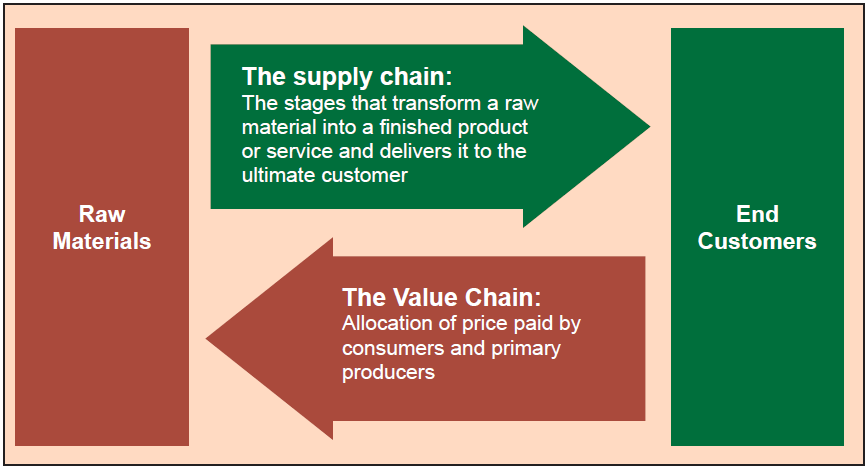 Raw
Materials
The supply chain:
The stages that transform a raw
material into a finished product
or service and delivers it to the
ultimate customer
The Value Chain:
Allocation of price paid by
consumers and primary
producers
End
Customers